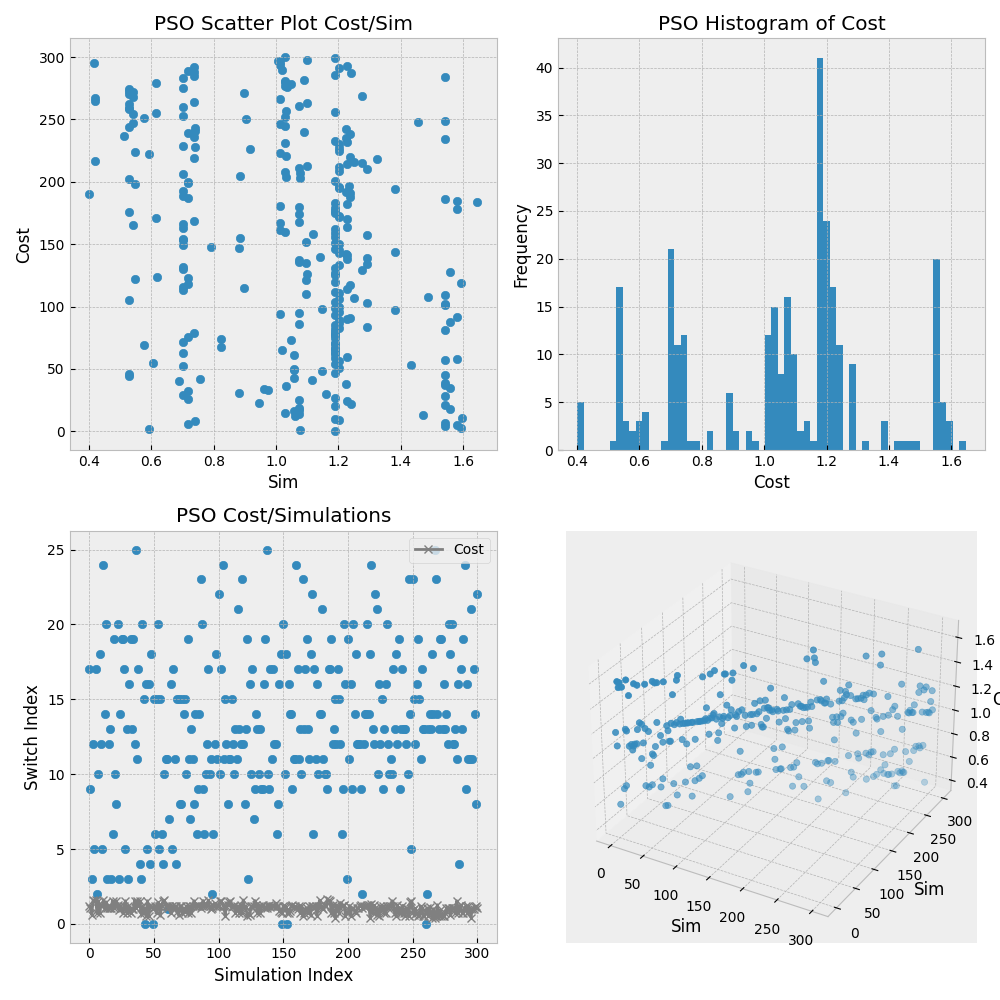 PSO Scatter Plot Cost/Sim
300
250
200
150
100
50
0
Cost
0.4 0.6 0.8 1.0 1.2 1.4 1.6
Sim
PSO Histogram of Cost
40
35
30
25
20
15
10
5
0
Frequency
0.4 0.6 0.8 1.0 1.2 1.4 1.6
Cost
PSO Cost/Simulations
Cost
25
20
15
10
5
0
Switch Index
0 50 100 150 200 250 300
Simulation Index
1.6
1.4
1.2
1.0
0.8
0.6
0.4
0 50 100 150 200 250 300
Sim
0 50 100 150 200 250 300
Sim